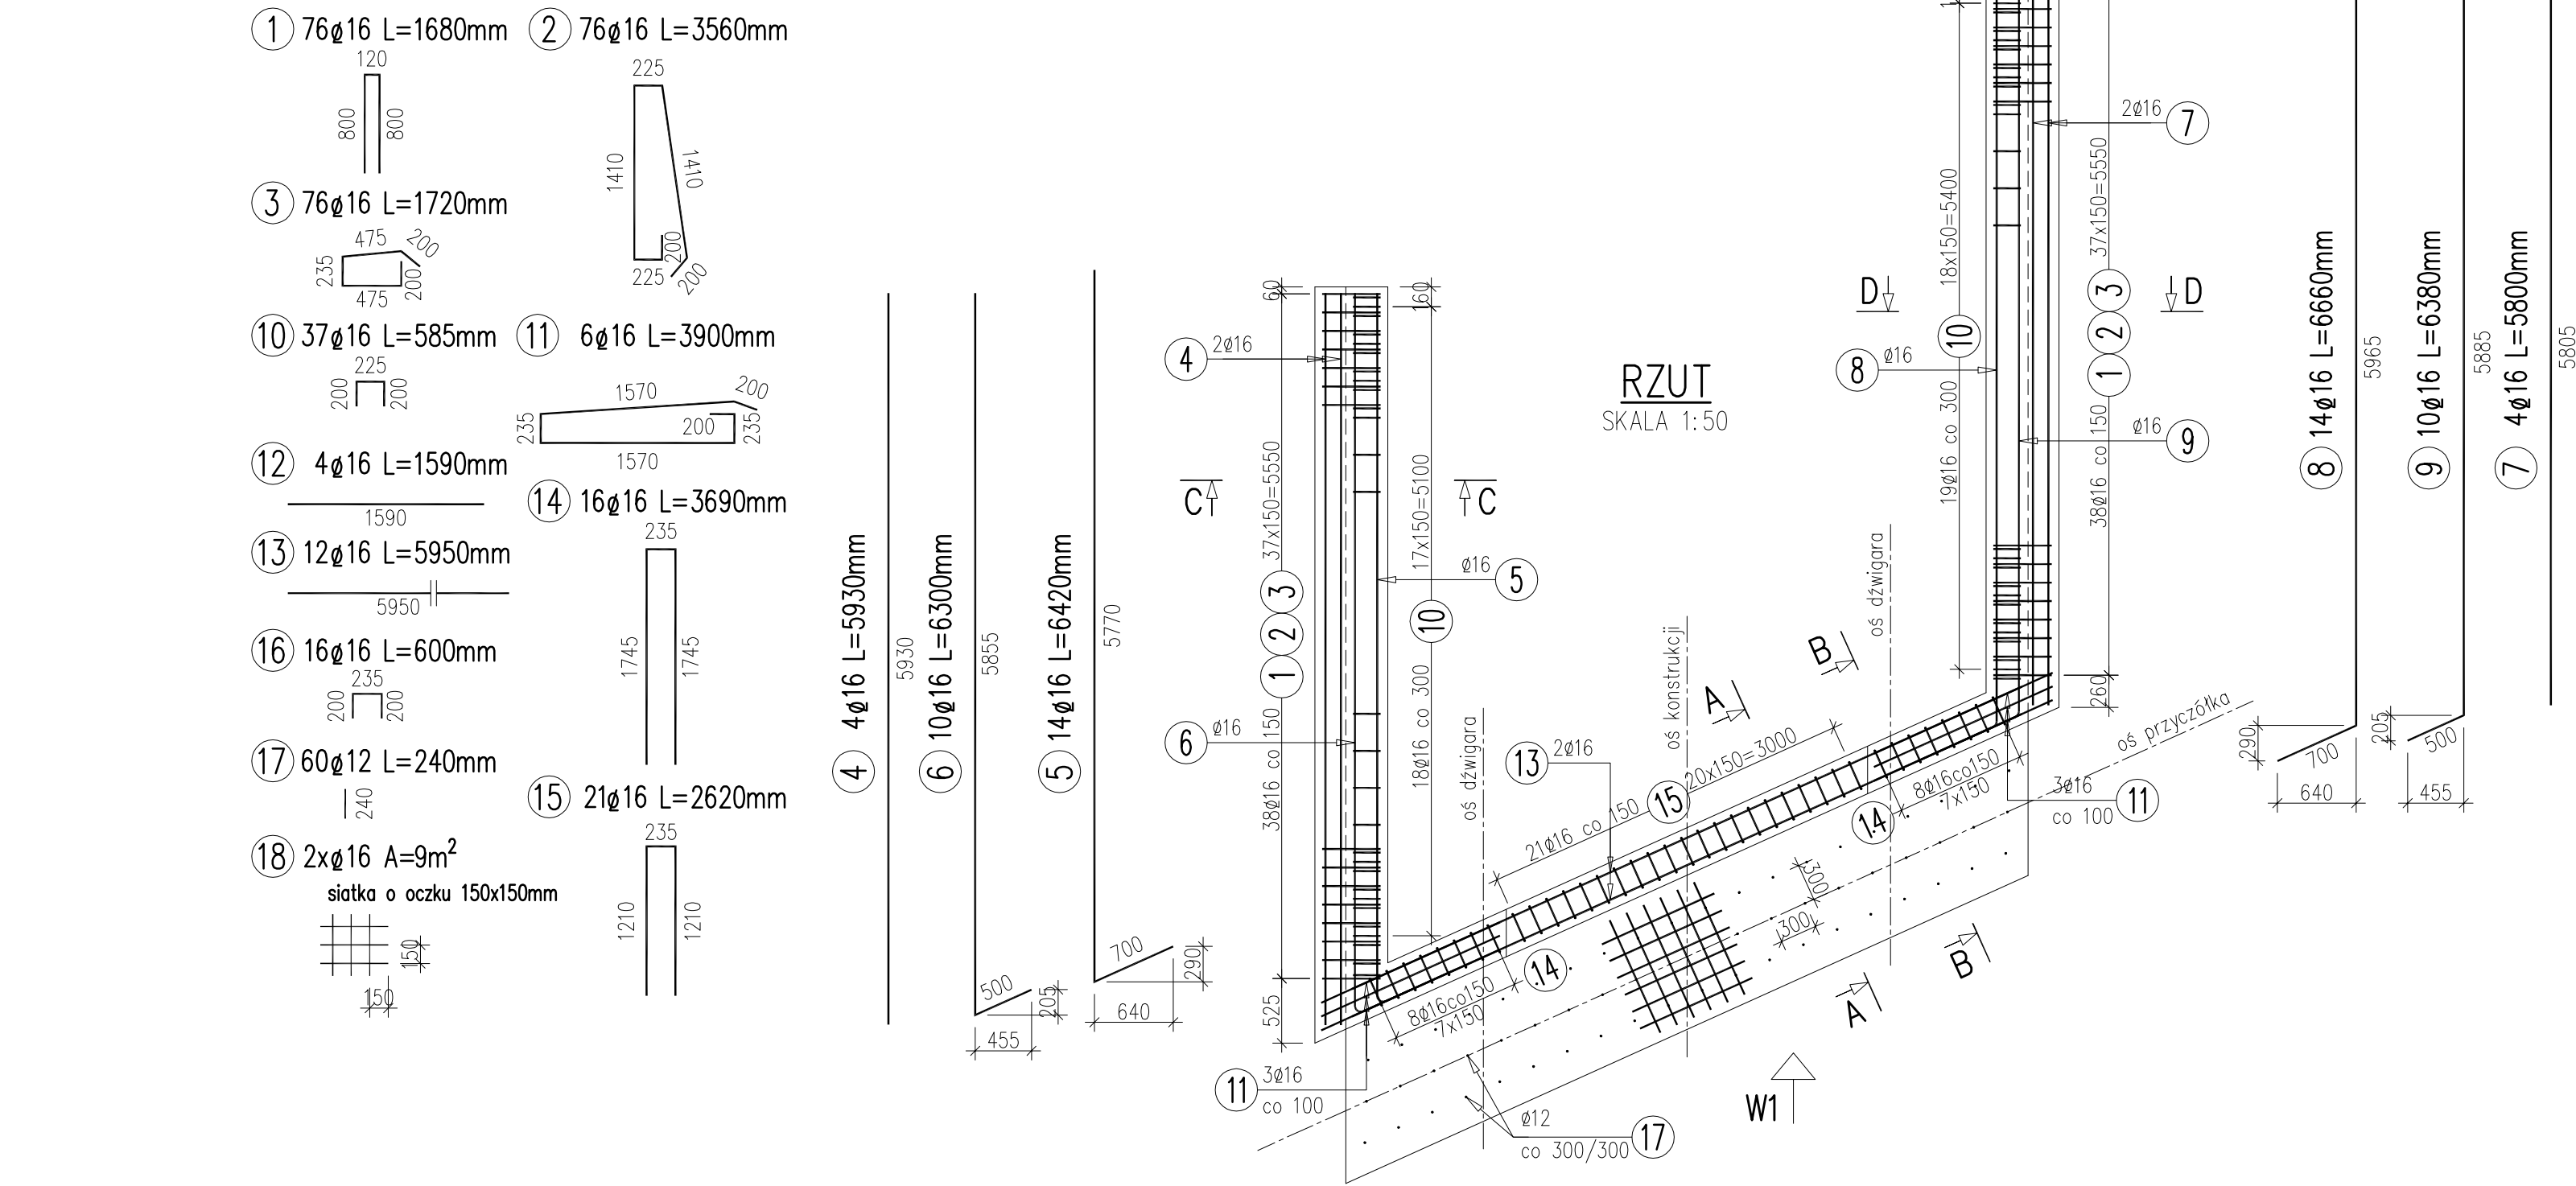 1 76ø16 L=1680mm
120
800
800
2 76ø16 L=3560mm
225
1410
1410
200
225
200
3 76ø16 L=1720mm
475
200
235
200
475
10 37ø16 L=585mm
225
200
200
11 6ø16 L=3900mm
1570
200
235
200
235
1570
12 4ø16 L=1590mm
1590
13 12ø16 L=5950mm
5950
14 16ø16 L=3690mm
235
1745
1745
16 16ø16 L=600mm
235
200
200
17 60ø12 L=240mm
240
15 21ø16 L=2620mm
235
1210
1210
18 2xø16 A=9m²
siatka o oczku 150x150mm
150
150
4 4ø16 L=5930mm
5930
6 10ø16 L=6300mm
5855
500
205
455
5 14ø16 L=6420mm
5770
700
290
640
60
160
4 2ø16
37x150=5550
1 2 3
38ø16 co 150
525
C
C
17x150=5100
10
18ø16 co 300
ø16 5
6 ø16
11 3ø16
co 100
RZUT
SKALA 1:50
13 2ø16
21ø16 co 150 15 20x150=3000
8ø16co150
7x150
14
8ø16co150
7x150
14
oś dźwigara
oś konstrukcji
oś dźwigara
oś przyczółka
A
B
A
B
300
300
ø12
co 300/300 17
W1
3ø16
co 100 11
18x150=5400
10
19ø16 co 300
D
D
8 ø16
ø16 9
2ø16 7
37x150=5550
1 2 3
38ø16 co 150
260
8 14ø16 L=6660mm
5965
290
700
640
9 10ø16 L=6380mm
5885
205
500
455
7 4ø16 L=5800mm
5805